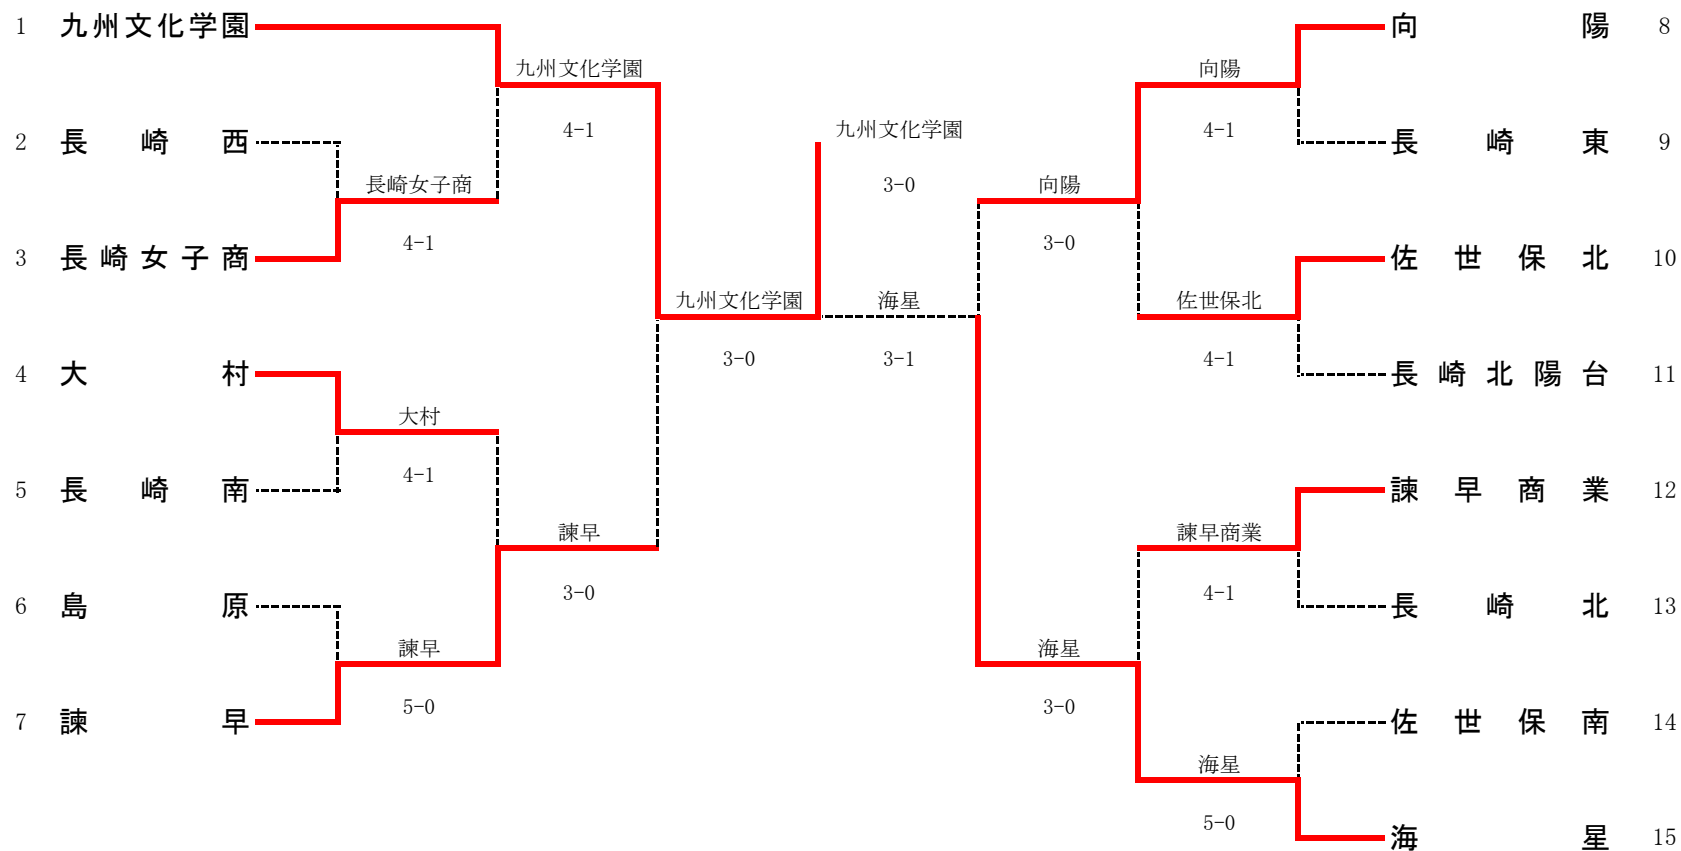 1 九州文化学園
向陽 8
九州文化学園
向陽
4-1
九州文化学園
4-1
2 長崎西
長崎東 9
長崎女子商
3-0
向陽
4-1
3-0
3 長崎女子商
佐世保北 10
九州文化学園
海星
佐世保北
3-0
3-1
4-1
4 大村
長崎北陽台 11
大村
4-1
5 長崎南
諫早商業 12
諫早
諫早商業
3-0
4-1
6 島原
長崎北 13
諫早
海星
5-0
3-0
7 諫早
佐世保南 14
海星
5-0
海星 15